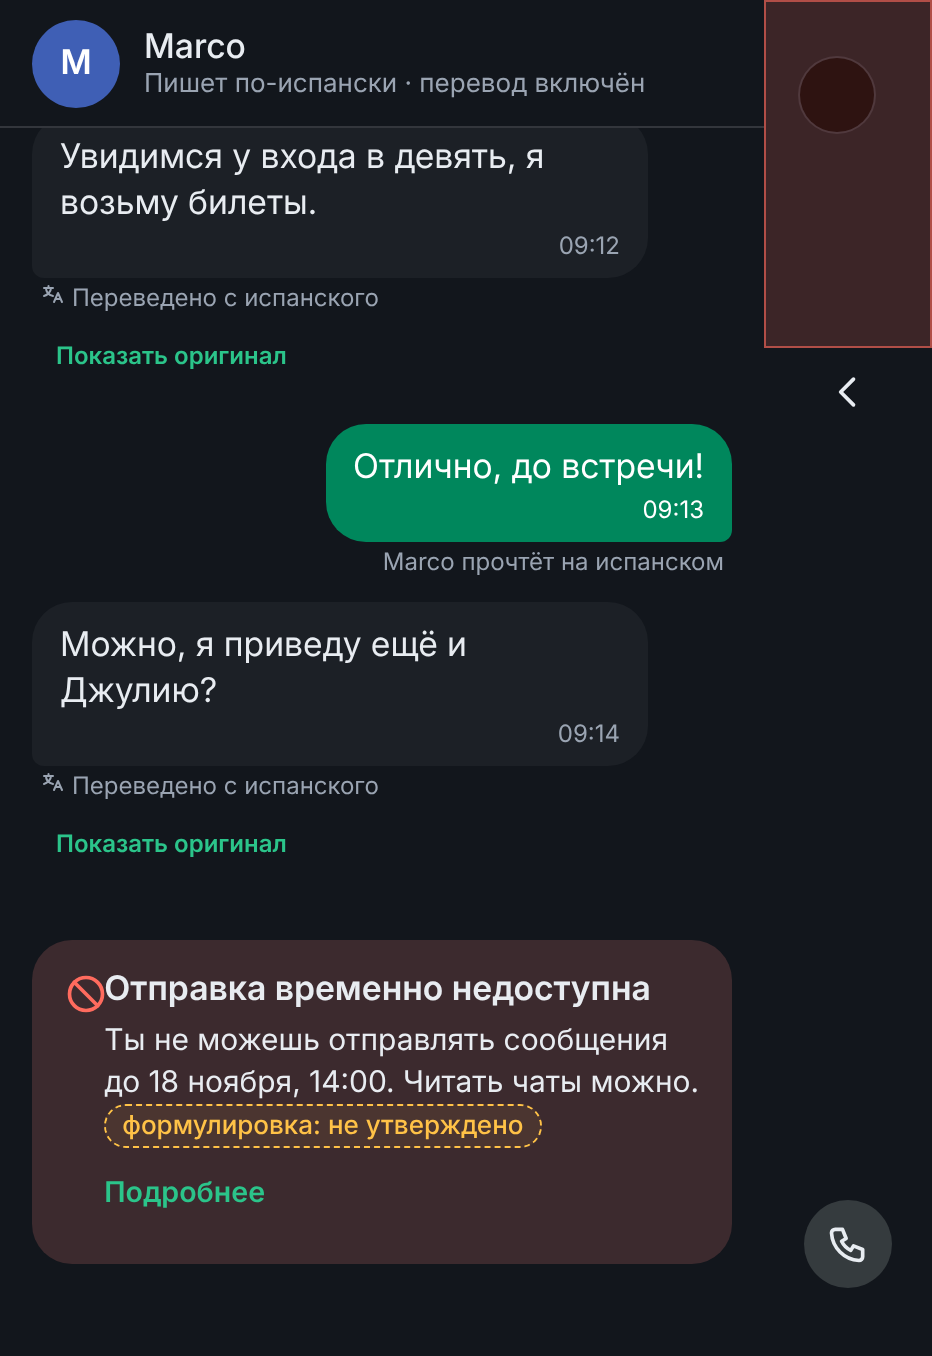 M
Marco
Пишет по-испански · перевод включён
Увидимся у входа в девять, я
возьму билеты.
09:12
Переведено с испанского
Показать оригинал
Отлично, до встречи!
09:13
Marco прочтёт на испанском
Можно, я приведу ещё и
Джулию?
09:14
Переведено с испанского
Показать оригинал
Отправка временно недоступна
Ты не можешь отправлять сообщения
до 18 ноября, 14:00. Читать чаты можно.
формулировка: не утверждено
Подробнее